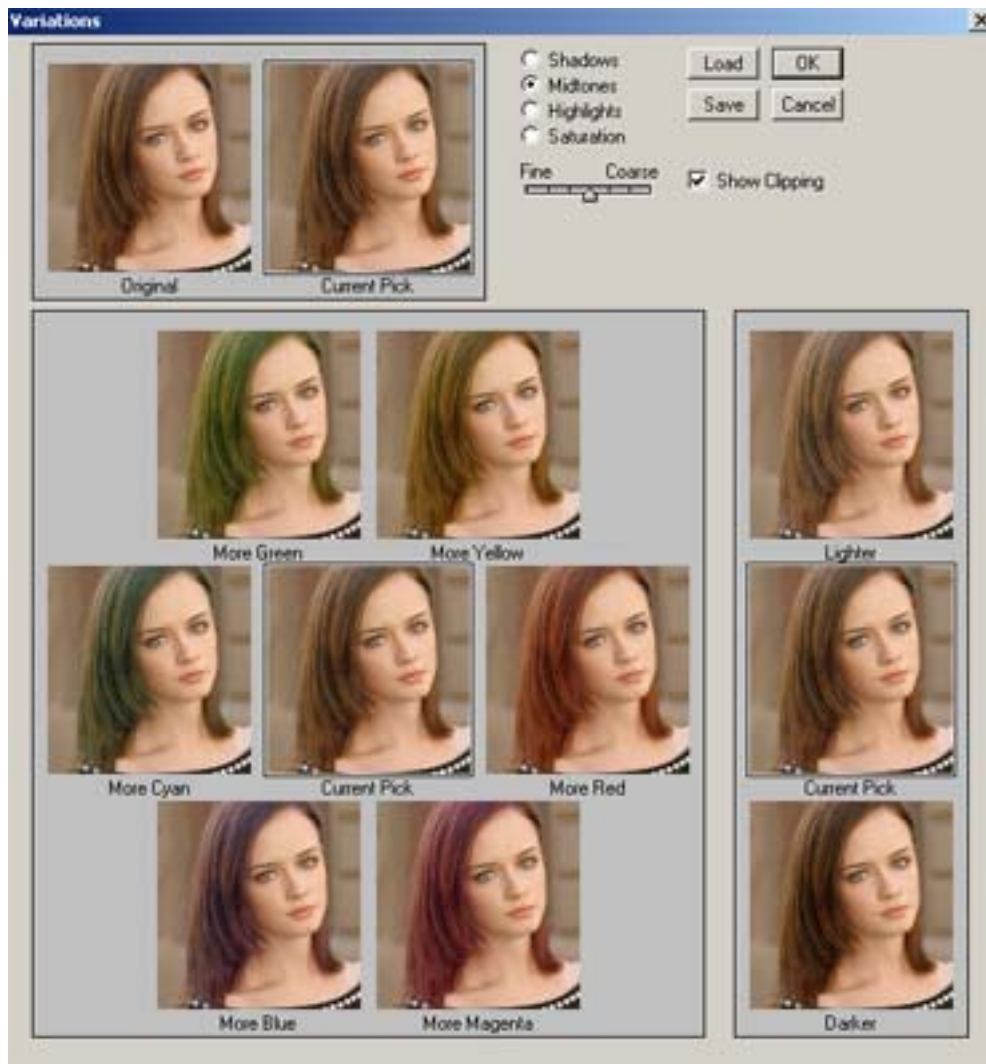 Variations
Shadows
Midtones
Highlights
Saturation
Load
OK
Save
Cancel
Fine
Coarse
Show Clipping
Original
Current Pick
More Green
More Yellow
Lighter
More Cyan
Current Pick
More Red
Current Pick
More Blue
More Magenta
Darker